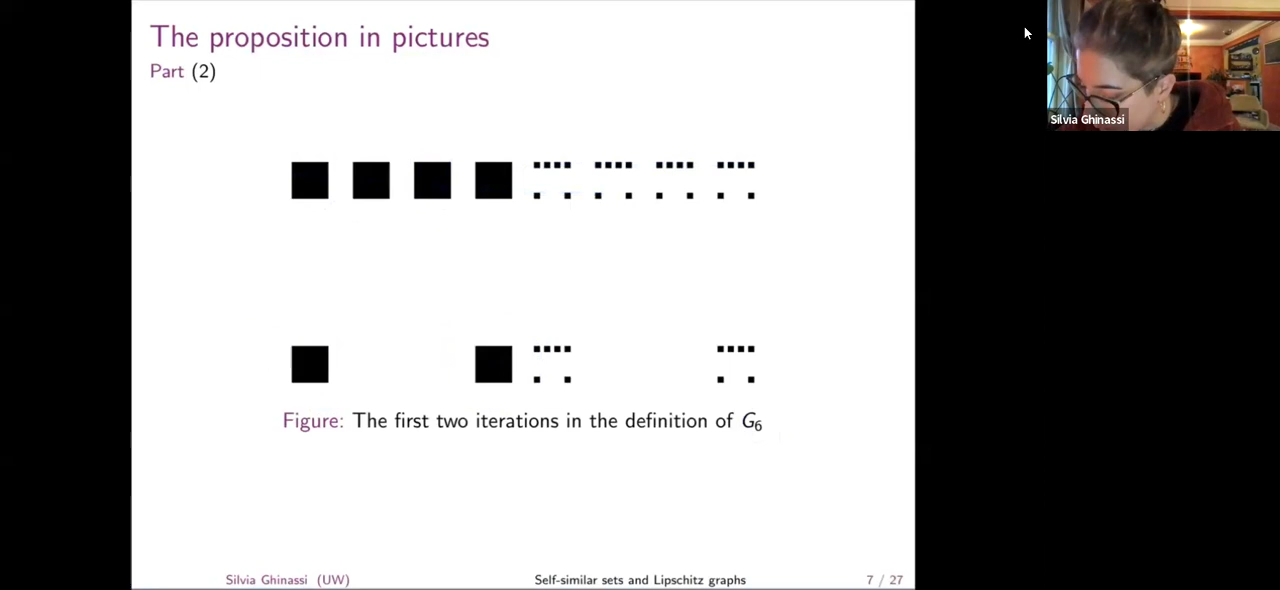 The proposition in pictures
Part (2)
Silvia Ghinassi
Figure: The first two iterations in the definition of G₆
Silvia Ghinassi (UW) Self-similar sets and Lipschitz graphs 7 / 27